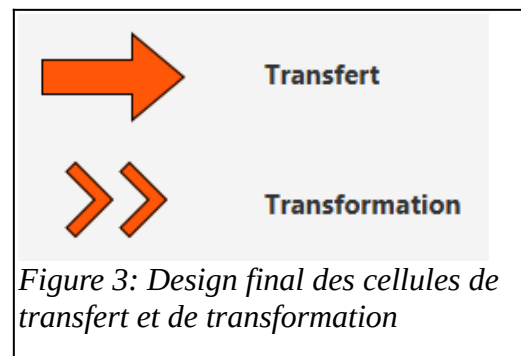 Transfert
Transformation
Figure 3: Design final des cellules de
transfert et de transformation